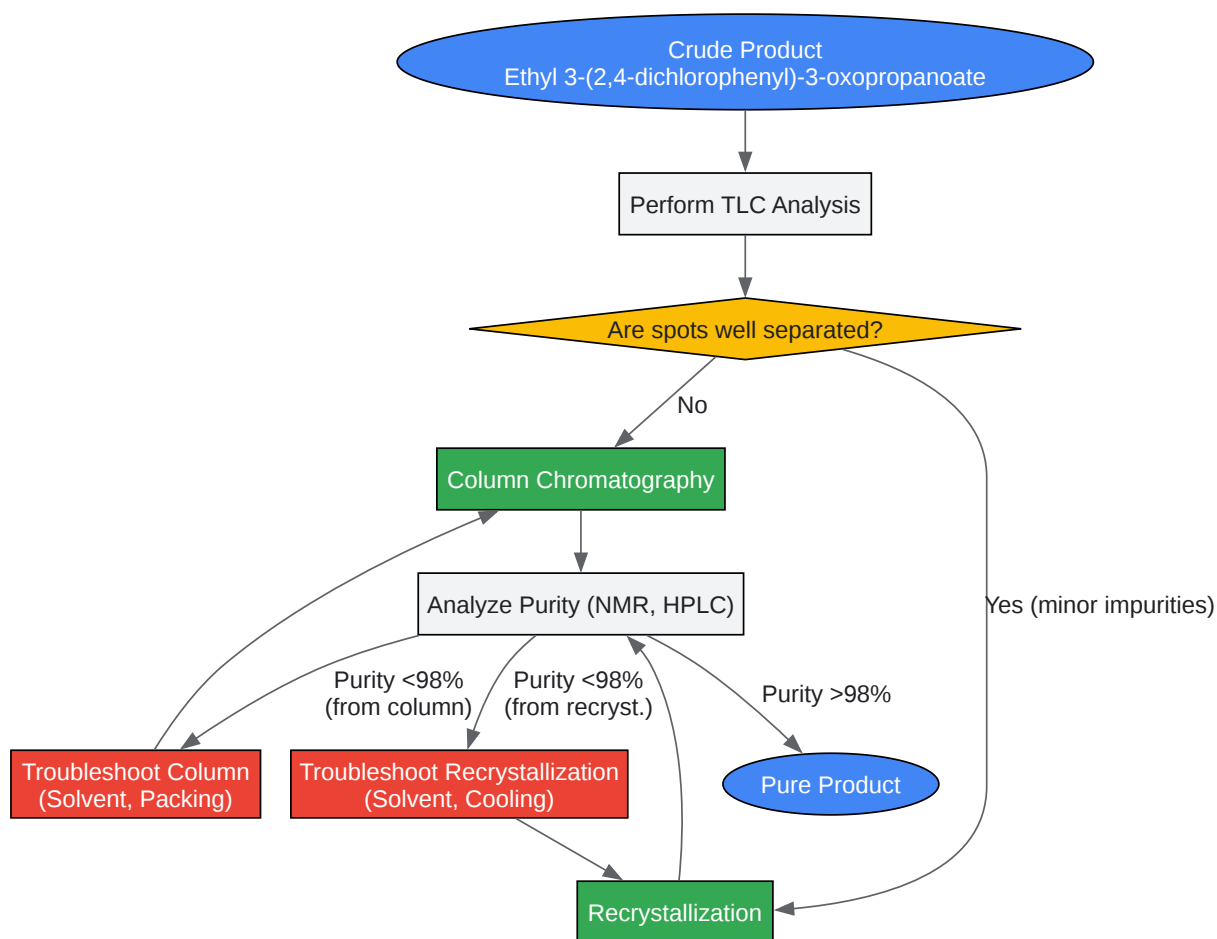 Crude Product
Ethyl 3-(2,4-dichlorophenyl)-3-oxopropanoate
Perform TLC Analysis
Are spots well separated?
No
Column Chromatography
Analyze Purity (NMR, HPLC)
Yes (minor impurities)
Purity <98%
(from column)
Purity <98%
(from recryst.)
Purity >98%
Troubleshoot Column
(Solvent, Packing)
Troubleshoot Recrystallization
(Solvent, Cooling)
Pure Product
Recrystallization